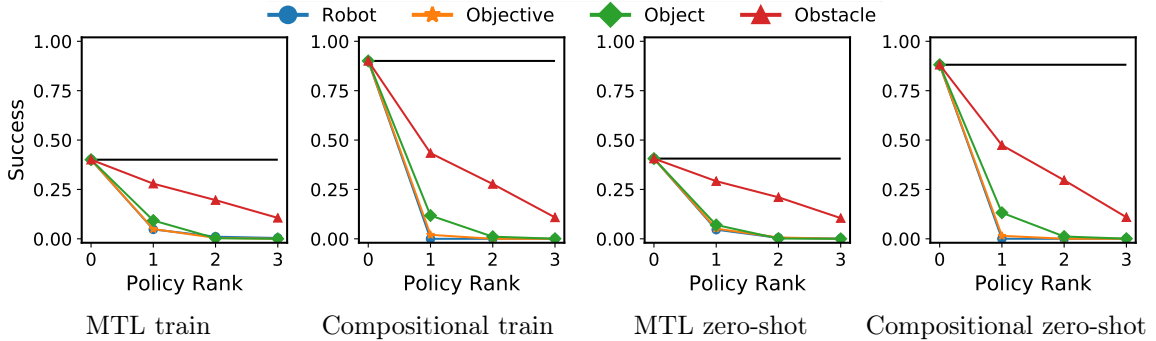 Robot Objective Object Obstacle
Success
1.00 0.75 0.50 0.25 0.00
0 1 2 3
Policy Rank
MTL train
1.00 0.75 0.50 0.25 0.00
0 1 2 3
Policy Rank
Compositional train
1.00 0.75 0.50 0.25 0.00
0 1 2 3
Policy Rank
MTL zero-shot
1.00 0.75 0.50 0.25 0.00
0 1 2 3
Policy Rank
Compositional zero-shot